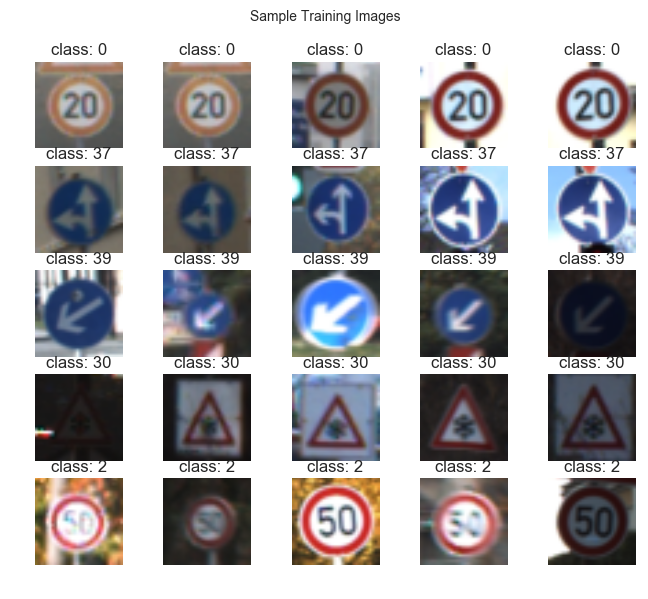 Sample Training Images
class: 0 class: 0 class: 0 class: 0 class: 0
20 20 20 20 20
class: 37 class: 37 class: 37 class: 37 class: 37
class: 39 class: 39 class: 39 class: 39 class: 39
class: 30 class: 30 class: 30 class: 30 class: 30
class: 2 class: 2 class: 2 class: 2 class: 2
50 50 50 50 50